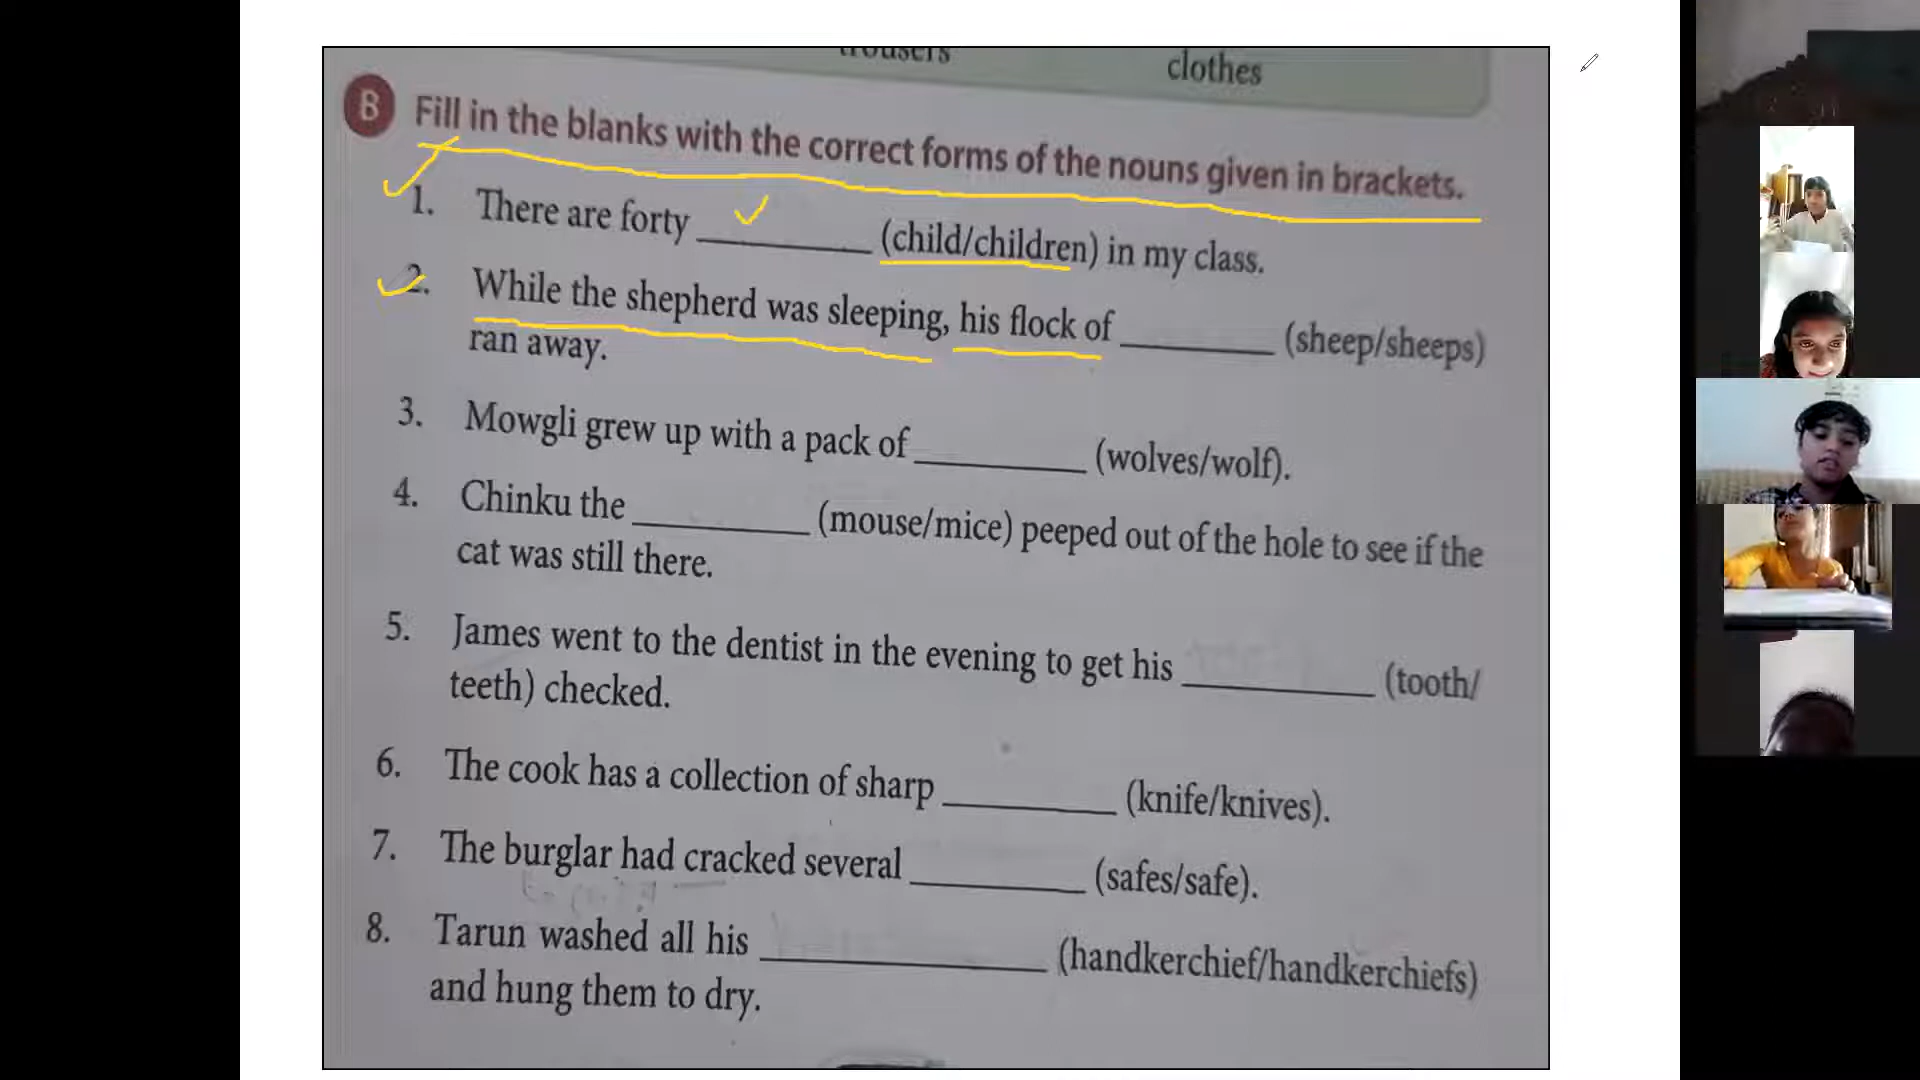 trousers clothes
B Fill in the blanks with the correct forms of the nouns given in brackets.
1. There are forty __________ (child/children) in my class.
2. While the shepherd was sleeping, his flock of __________ (sheep/sheeps)
ran away.
3. Mowgli grew up with a pack of __________ (wolves/wolf).
4. Chinku the __________ (mouse/mice) peeped out of the hole to see if the
cat was still there.
5. James went to the dentist in the evening to get his __________ (tooth/
teeth) checked.
6. The cook has a collection of sharp __________ (knife/knives).
7. The burglar had cracked several __________ (safes/safe).
8. Tarun washed all his __________ (handkerchief/handkerchiefs)
and hung them to dry.